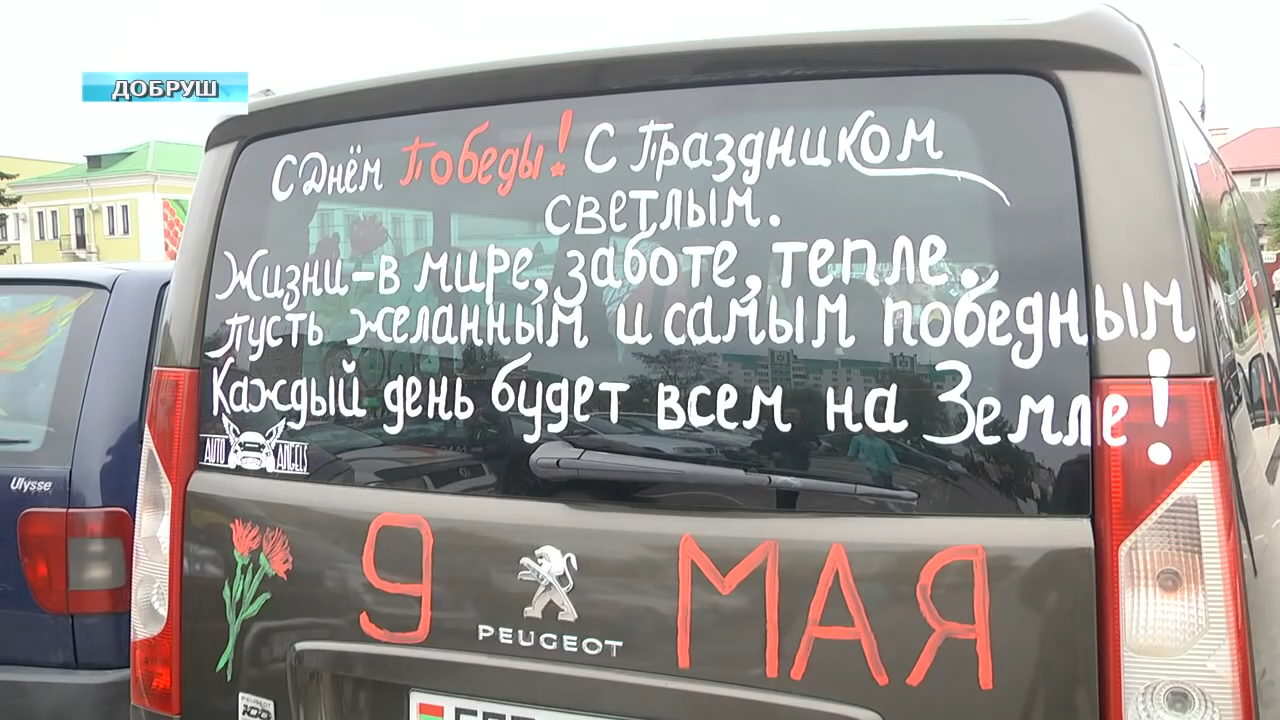 ДОБРУШ
С Днём Победы! С Праздником
светлым.
Жизни - в мире, заботе, тепле.
Пусть желанным и самым победным
Каждый день будет всем на Земле!
AUTO ANGELS
Ulysse
9 МАЯ
PEUGEOT
PEUGEOT